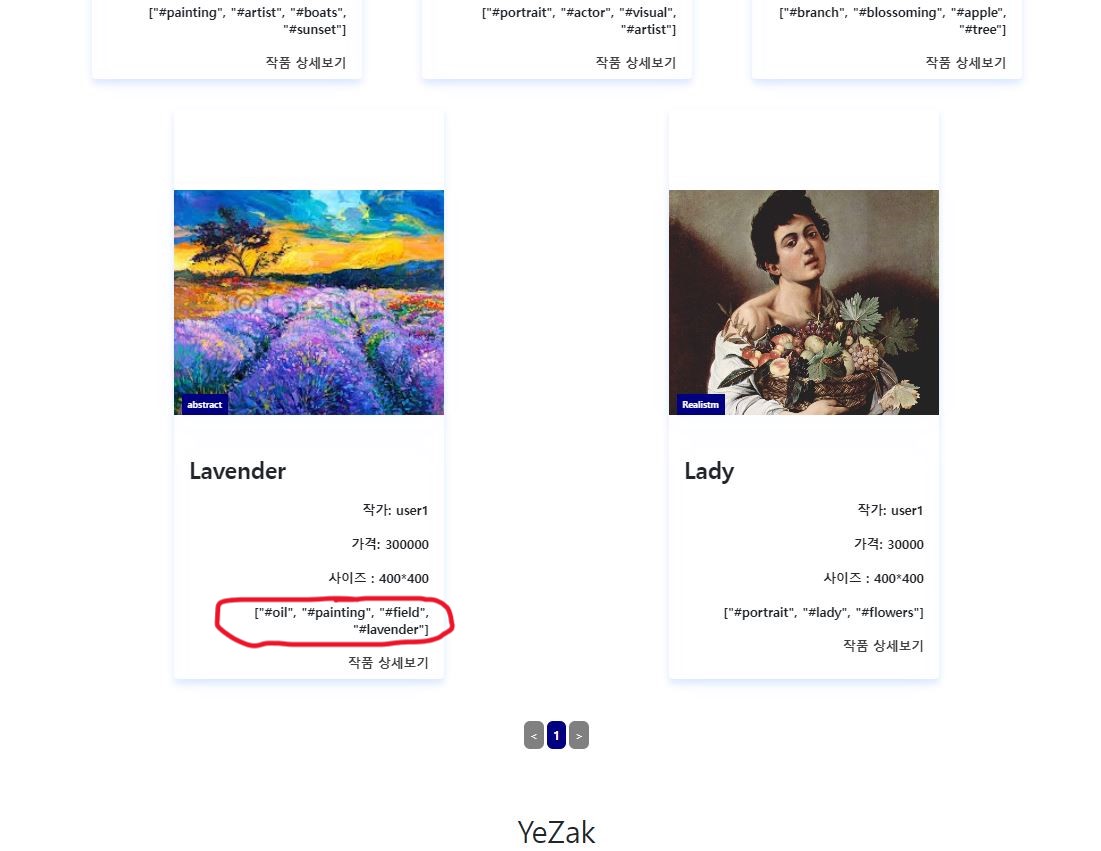 ["#painting", "#artist", "#boats",
"#sunset"]
작품 상세보기
["#portrait", "#actor", "#visual",
"#artist"]
작품 상세보기
["#branch", "#blossoming", "#apple",
"#tree"]
작품 상세보기
abstract
Lavender
작가: user1
가격: 300000
사이즈 : 400*400
["#oil", "#painting", "#field",
"#lavender"]
작품 상세보기
Realistm
Lady
작가: user1
가격: 30000
사이즈 : 400*400
["#portrait", "#lady", "#flowers"]
작품 상세보기
< 1 >
YeZak